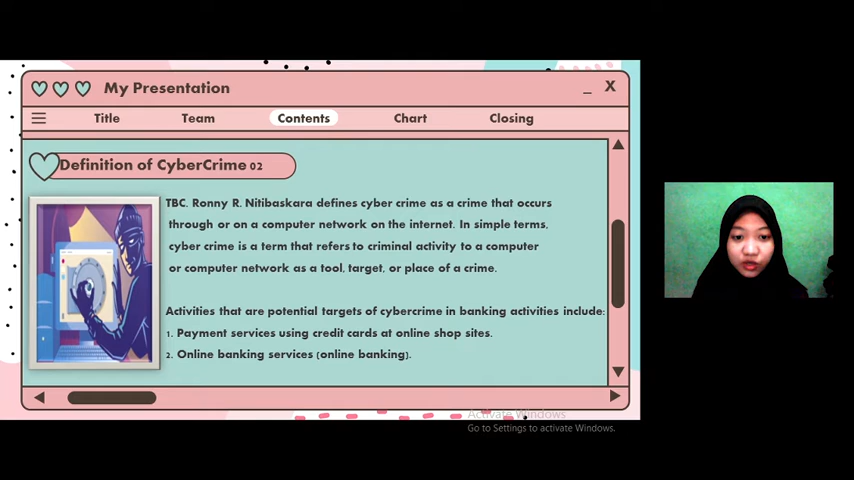 My Presentation
_ X
Title Team Contents Chart Closing
Definition of CyberCrime 02
TBC. Ronny R. Nitibaskara defines cyber crime as a crime that occurs
through or on a computer network on the internet. In simple terms,
cyber crime is a term that refers to criminal activity to a computer
or computer network as a tool, target, or place of a crime.
Activities that are potential targets of cybercrime in banking activities include:
1. Payment services using credit cards at online shop sites.
2. Online banking services (online banking).
Activate Windows
Go to Settings to activate Windows.